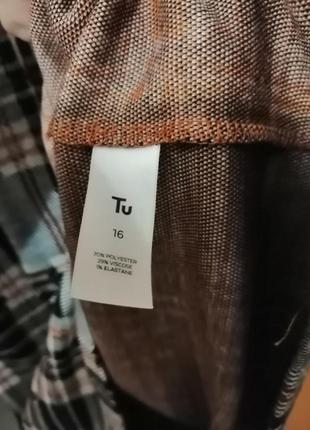 Tu
16
70% POLYESTER
29% VISCOSE
1% ELASTANE